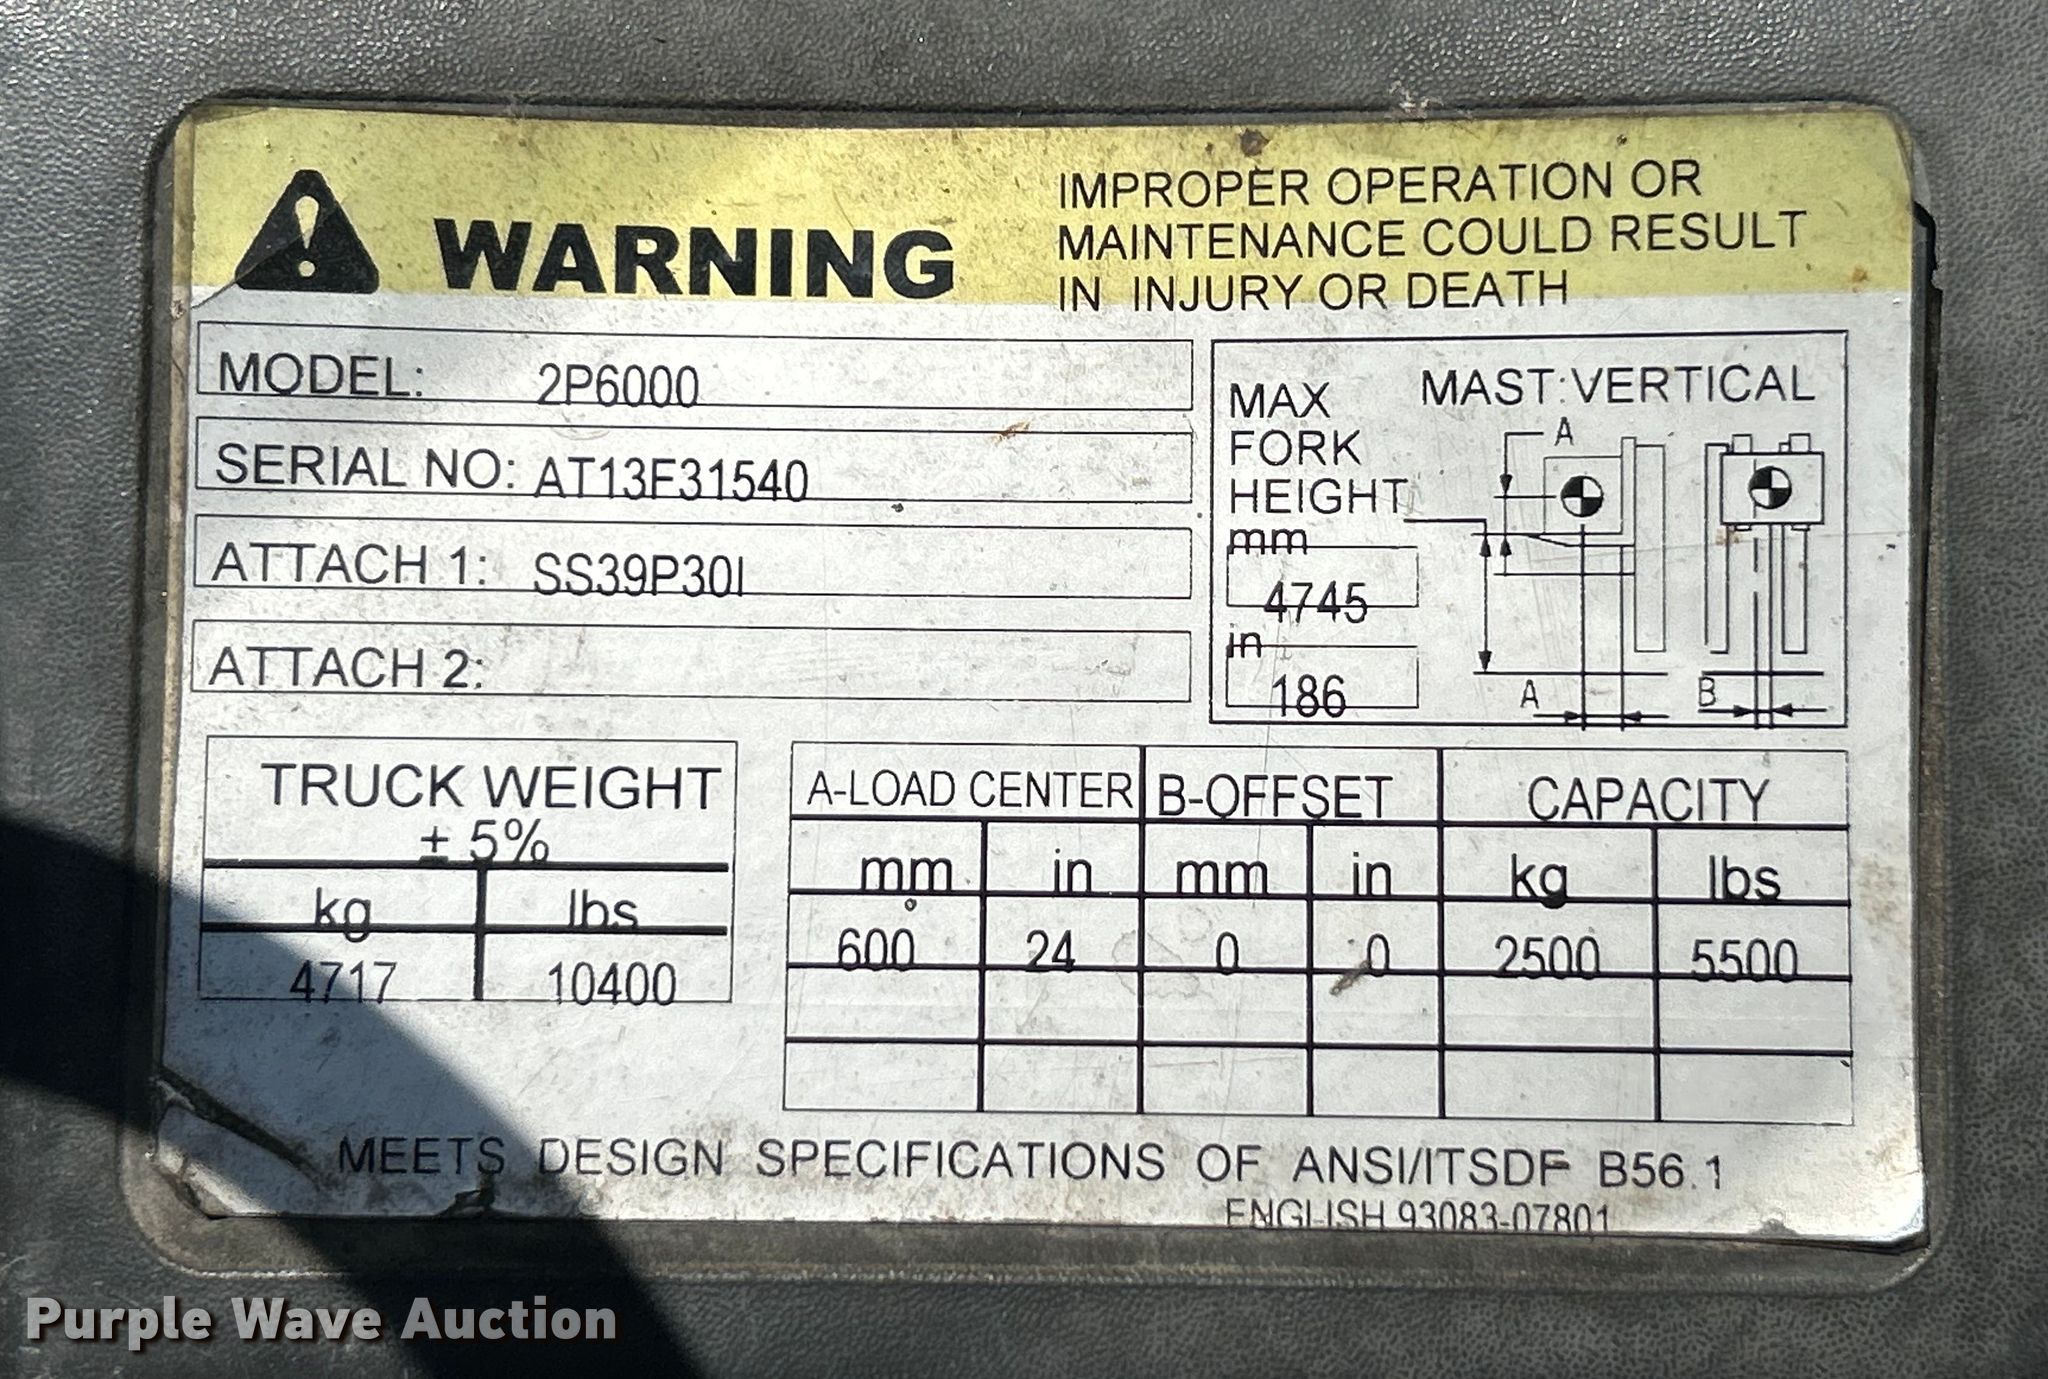 WARNING
IMPROPER OPERATION OR
MAINTENANCE COULD RESULT
IN INJURY OR DEATH
MODEL: 2P6000
SERIAL NO: AT13F31540
ATTACH 1: SS39P30I
ATTACH 2:
MAX
FORK
HEIGHT
mm
4745
in
186
MAST:VERTICAL
A
A
B
TRUCK WEIGHT
± 5%
kg lbs
4717 10400
A-LOAD CENTER B-OFFSET CAPACITY
mm in mm in kg lbs
600 24 0 0 2500 5500
MEETS DESIGN SPECIFICATIONS OF ANSI/ITSDF B56.1
ENGLISH 93083-07801
Purple Wave Auction